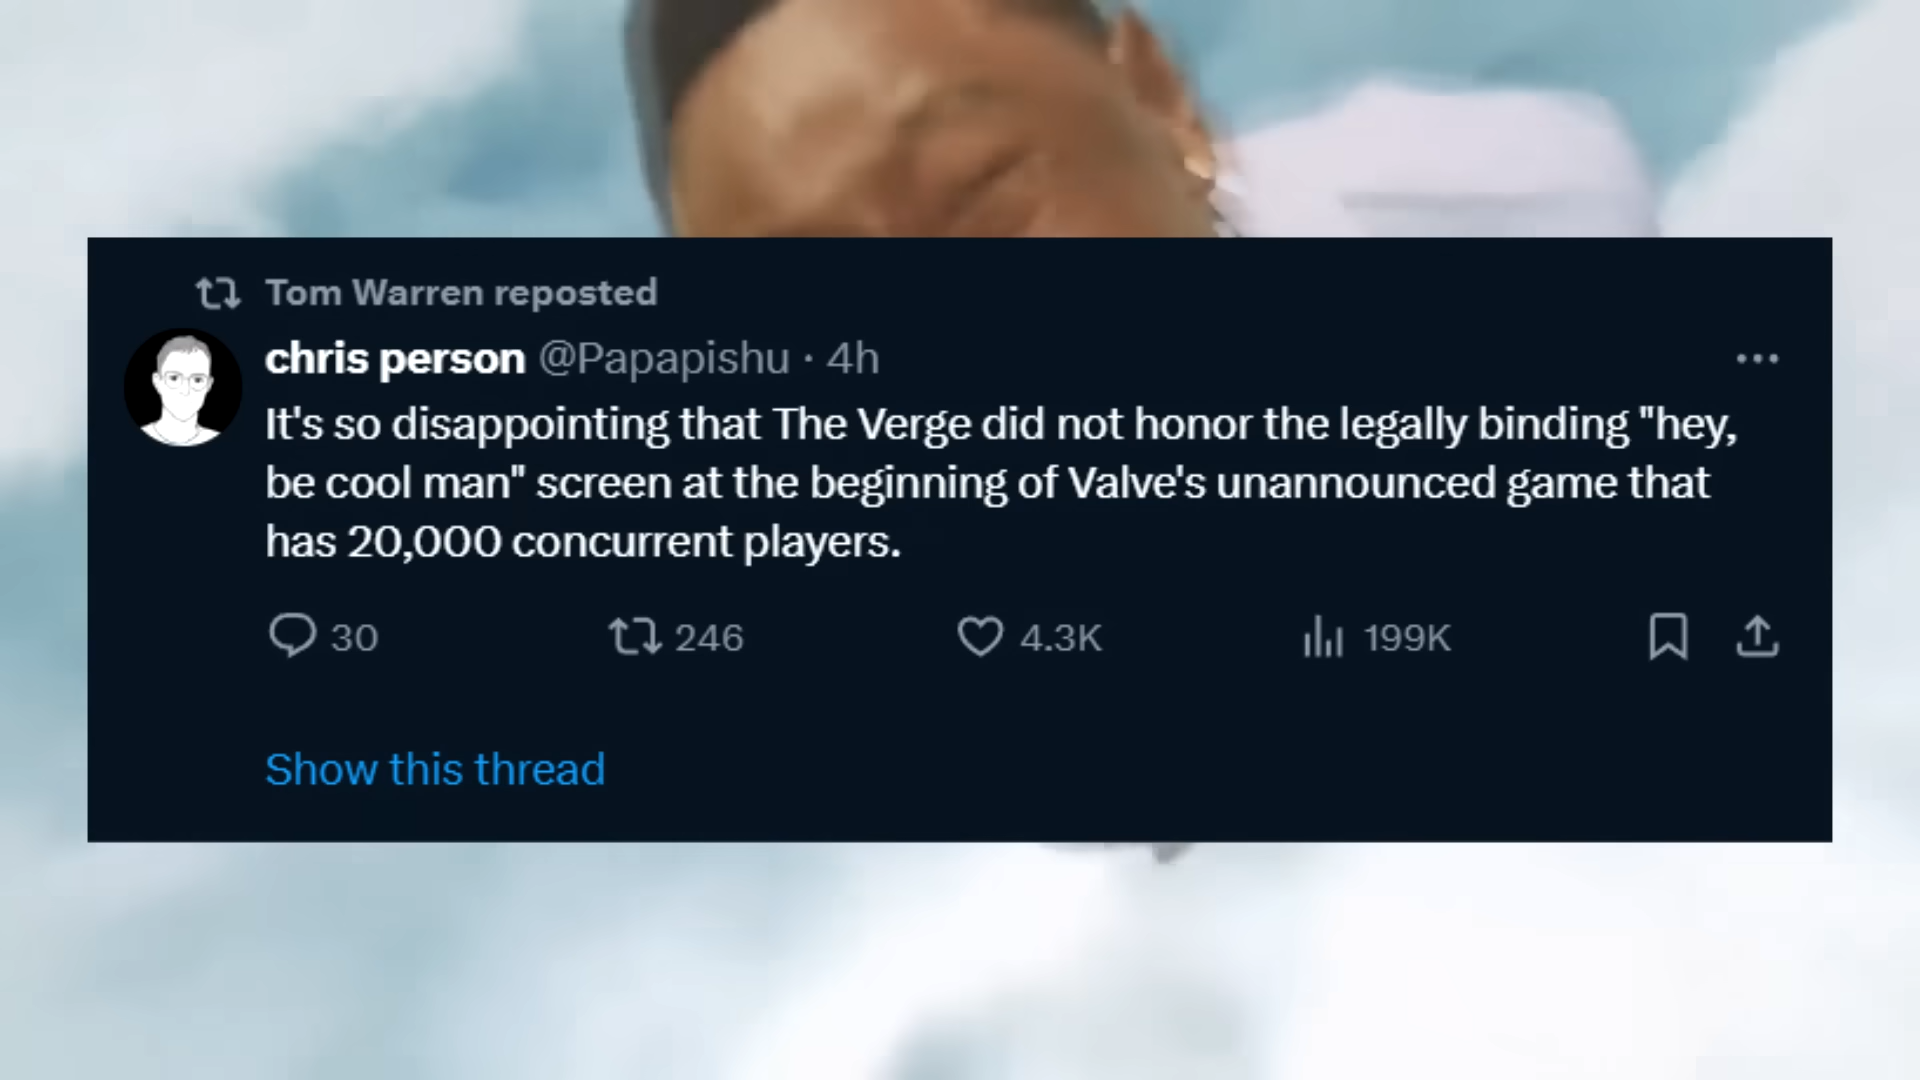 Tom Warren reposted
chris person @Papapishu · 4h
It's so disappointing that The Verge did not honor the legally binding "hey,
be cool man" screen at the beginning of Valve's unannounced game that
has 20,000 concurrent players.
30 246 4.3K 199K
Show this thread